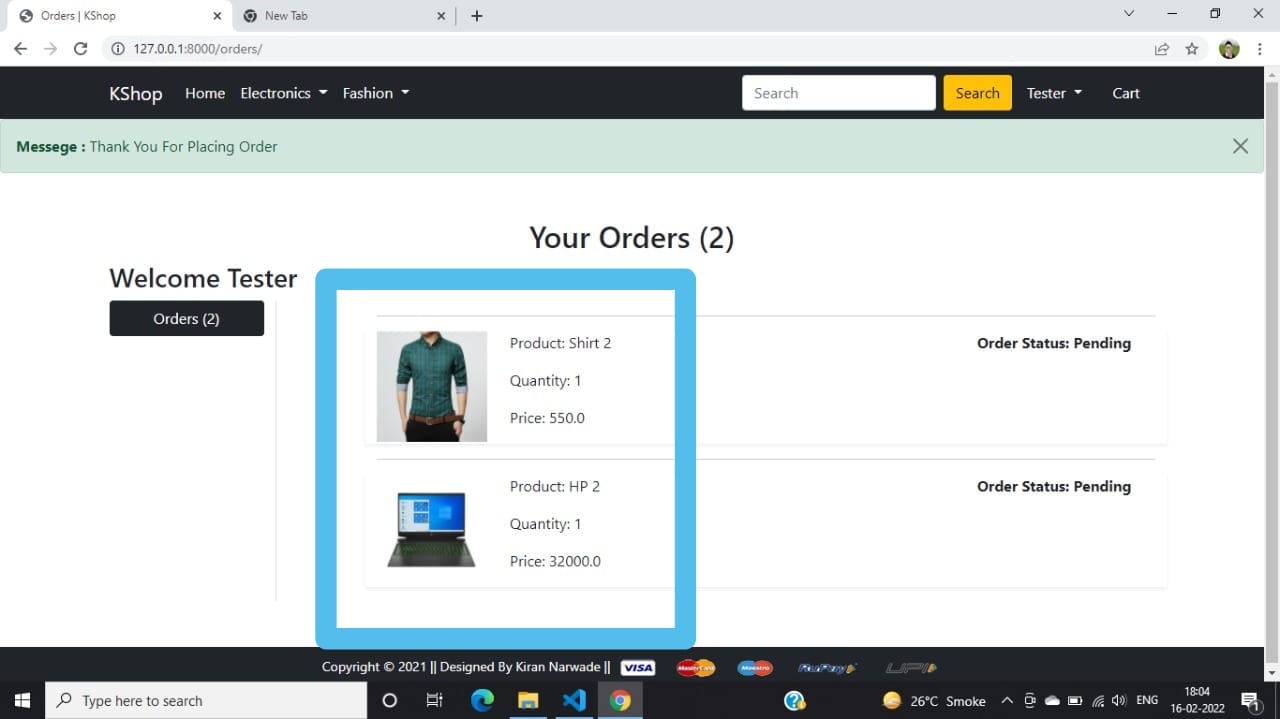 Orders | KShop
New Tab
127.0.0.1:8000/orders/
KShop Home Electronics Fashion Search Search Tester Cart
Messege : Thank You For Placing Order
Your Orders (2)
Welcome Tester
Orders (2)
Product: Shirt 2
Order Status: Pending
Quantity: 1
Price: 550.0
Product: HP 2
Order Status: Pending
Quantity: 1
Price: 32000.0
Copyright © 2021 || Designed By Kiran Narwade || VISA MasterCard Maestro RuPay UPI
Type here to search
26°C Smoke
ENG
18:04
16-02-2022
1